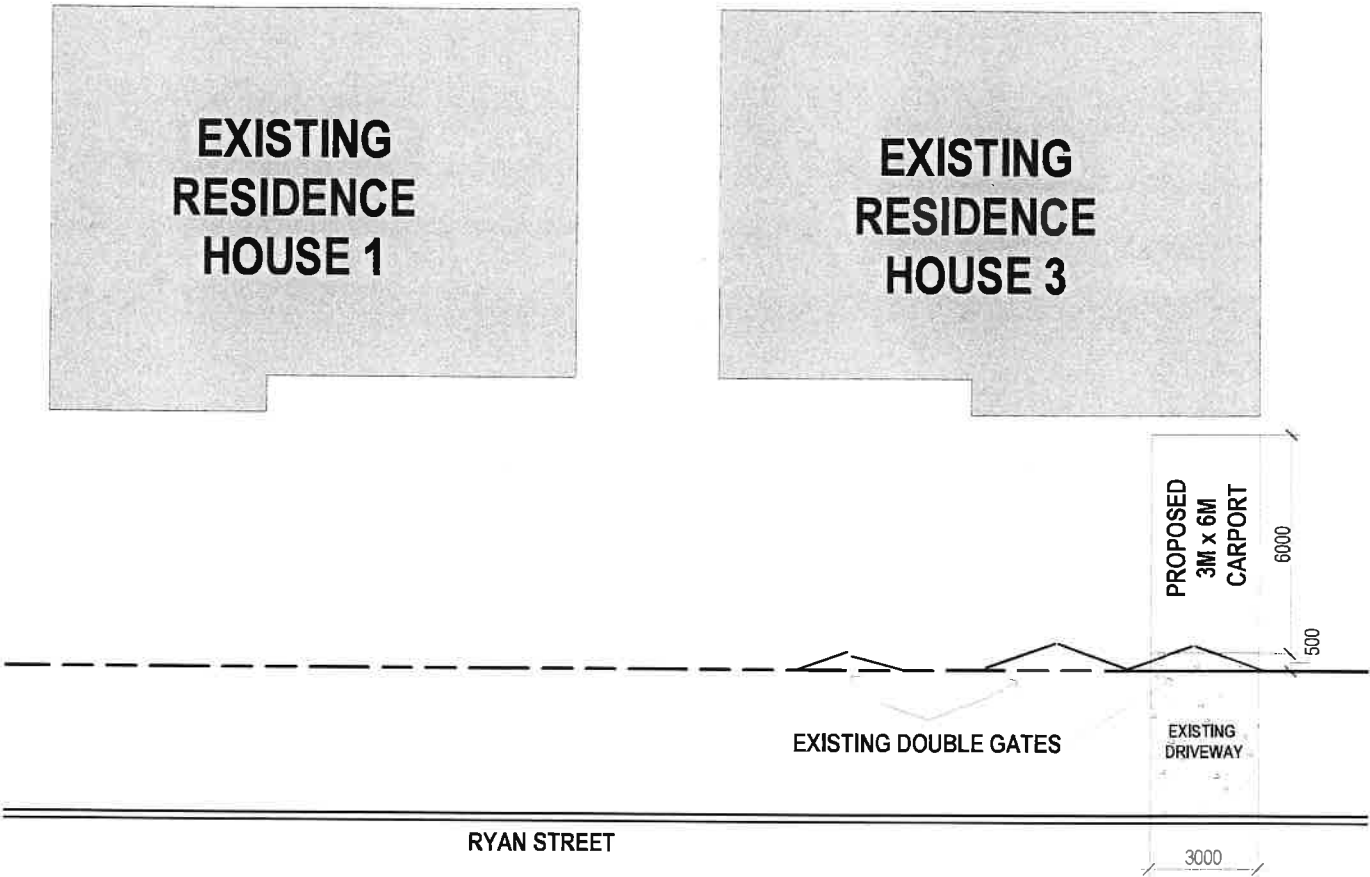 EXISTING
RESIDENCE
HOUSE 1
EXISTING
RESIDENCE
HOUSE 3
PROPOSED
3M x 6M
CARPORT
6000
500
EXISTING DOUBLE GATES
EXISTING
DRIVEWAY
RYAN STREET
3000